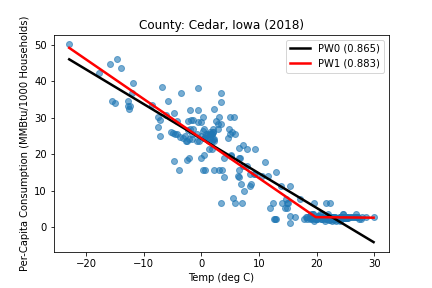 County: Cedar, Iowa (2018)
PW0 (0.865)
PW1 (0.883)
Per-Capita Consumption (MMBtu/1000 Households)
50
40
30
20
10
0
−20 −10 0 10 20 30
Temp (deg C)